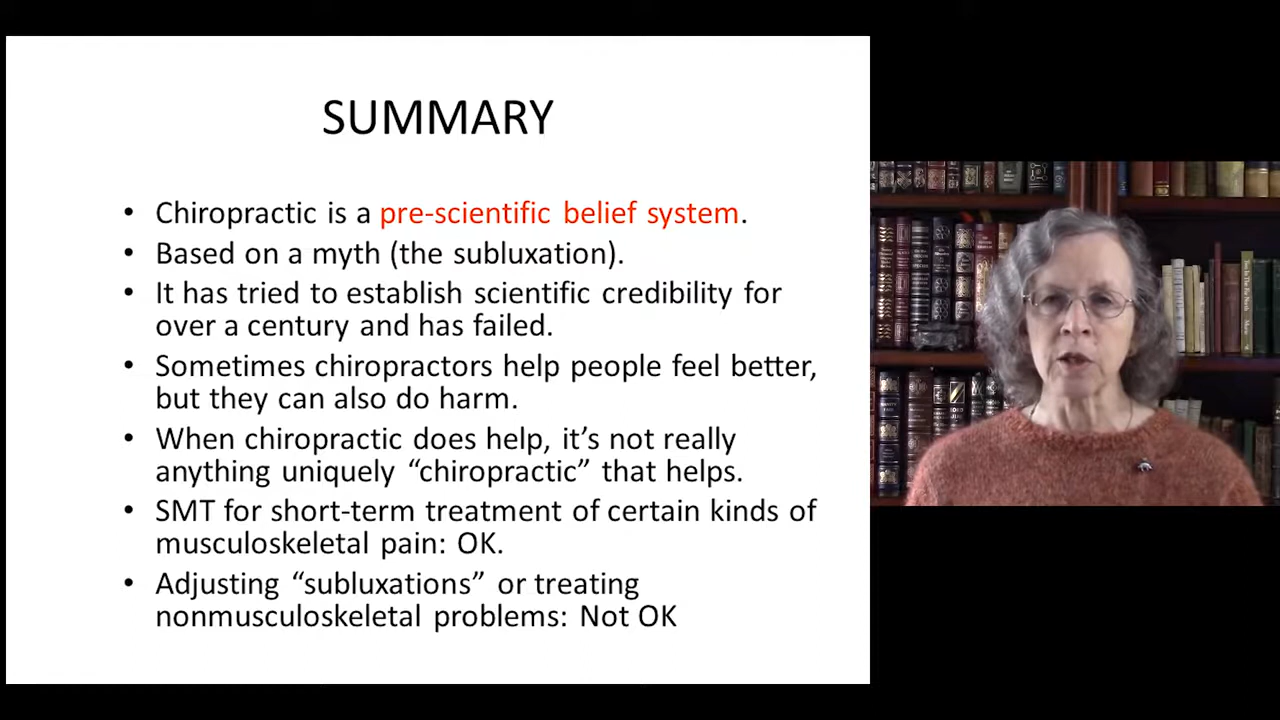 SUMMARY
• Chiropractic is a pre-scientific belief system.
• Based on a myth (the subluxation).
• It has tried to establish scientific credibility for
over a century and has failed.
• Sometimes chiropractors help people feel better,
but they can also do harm.
• When chiropractic does help, it’s not really
anything uniquely “chiropractic” that helps.
• SMT for short-term treatment of certain kinds of
musculoskeletal pain: OK.
• Adjusting “subluxations” or treating
nonmusculoskeletal problems: Not OK